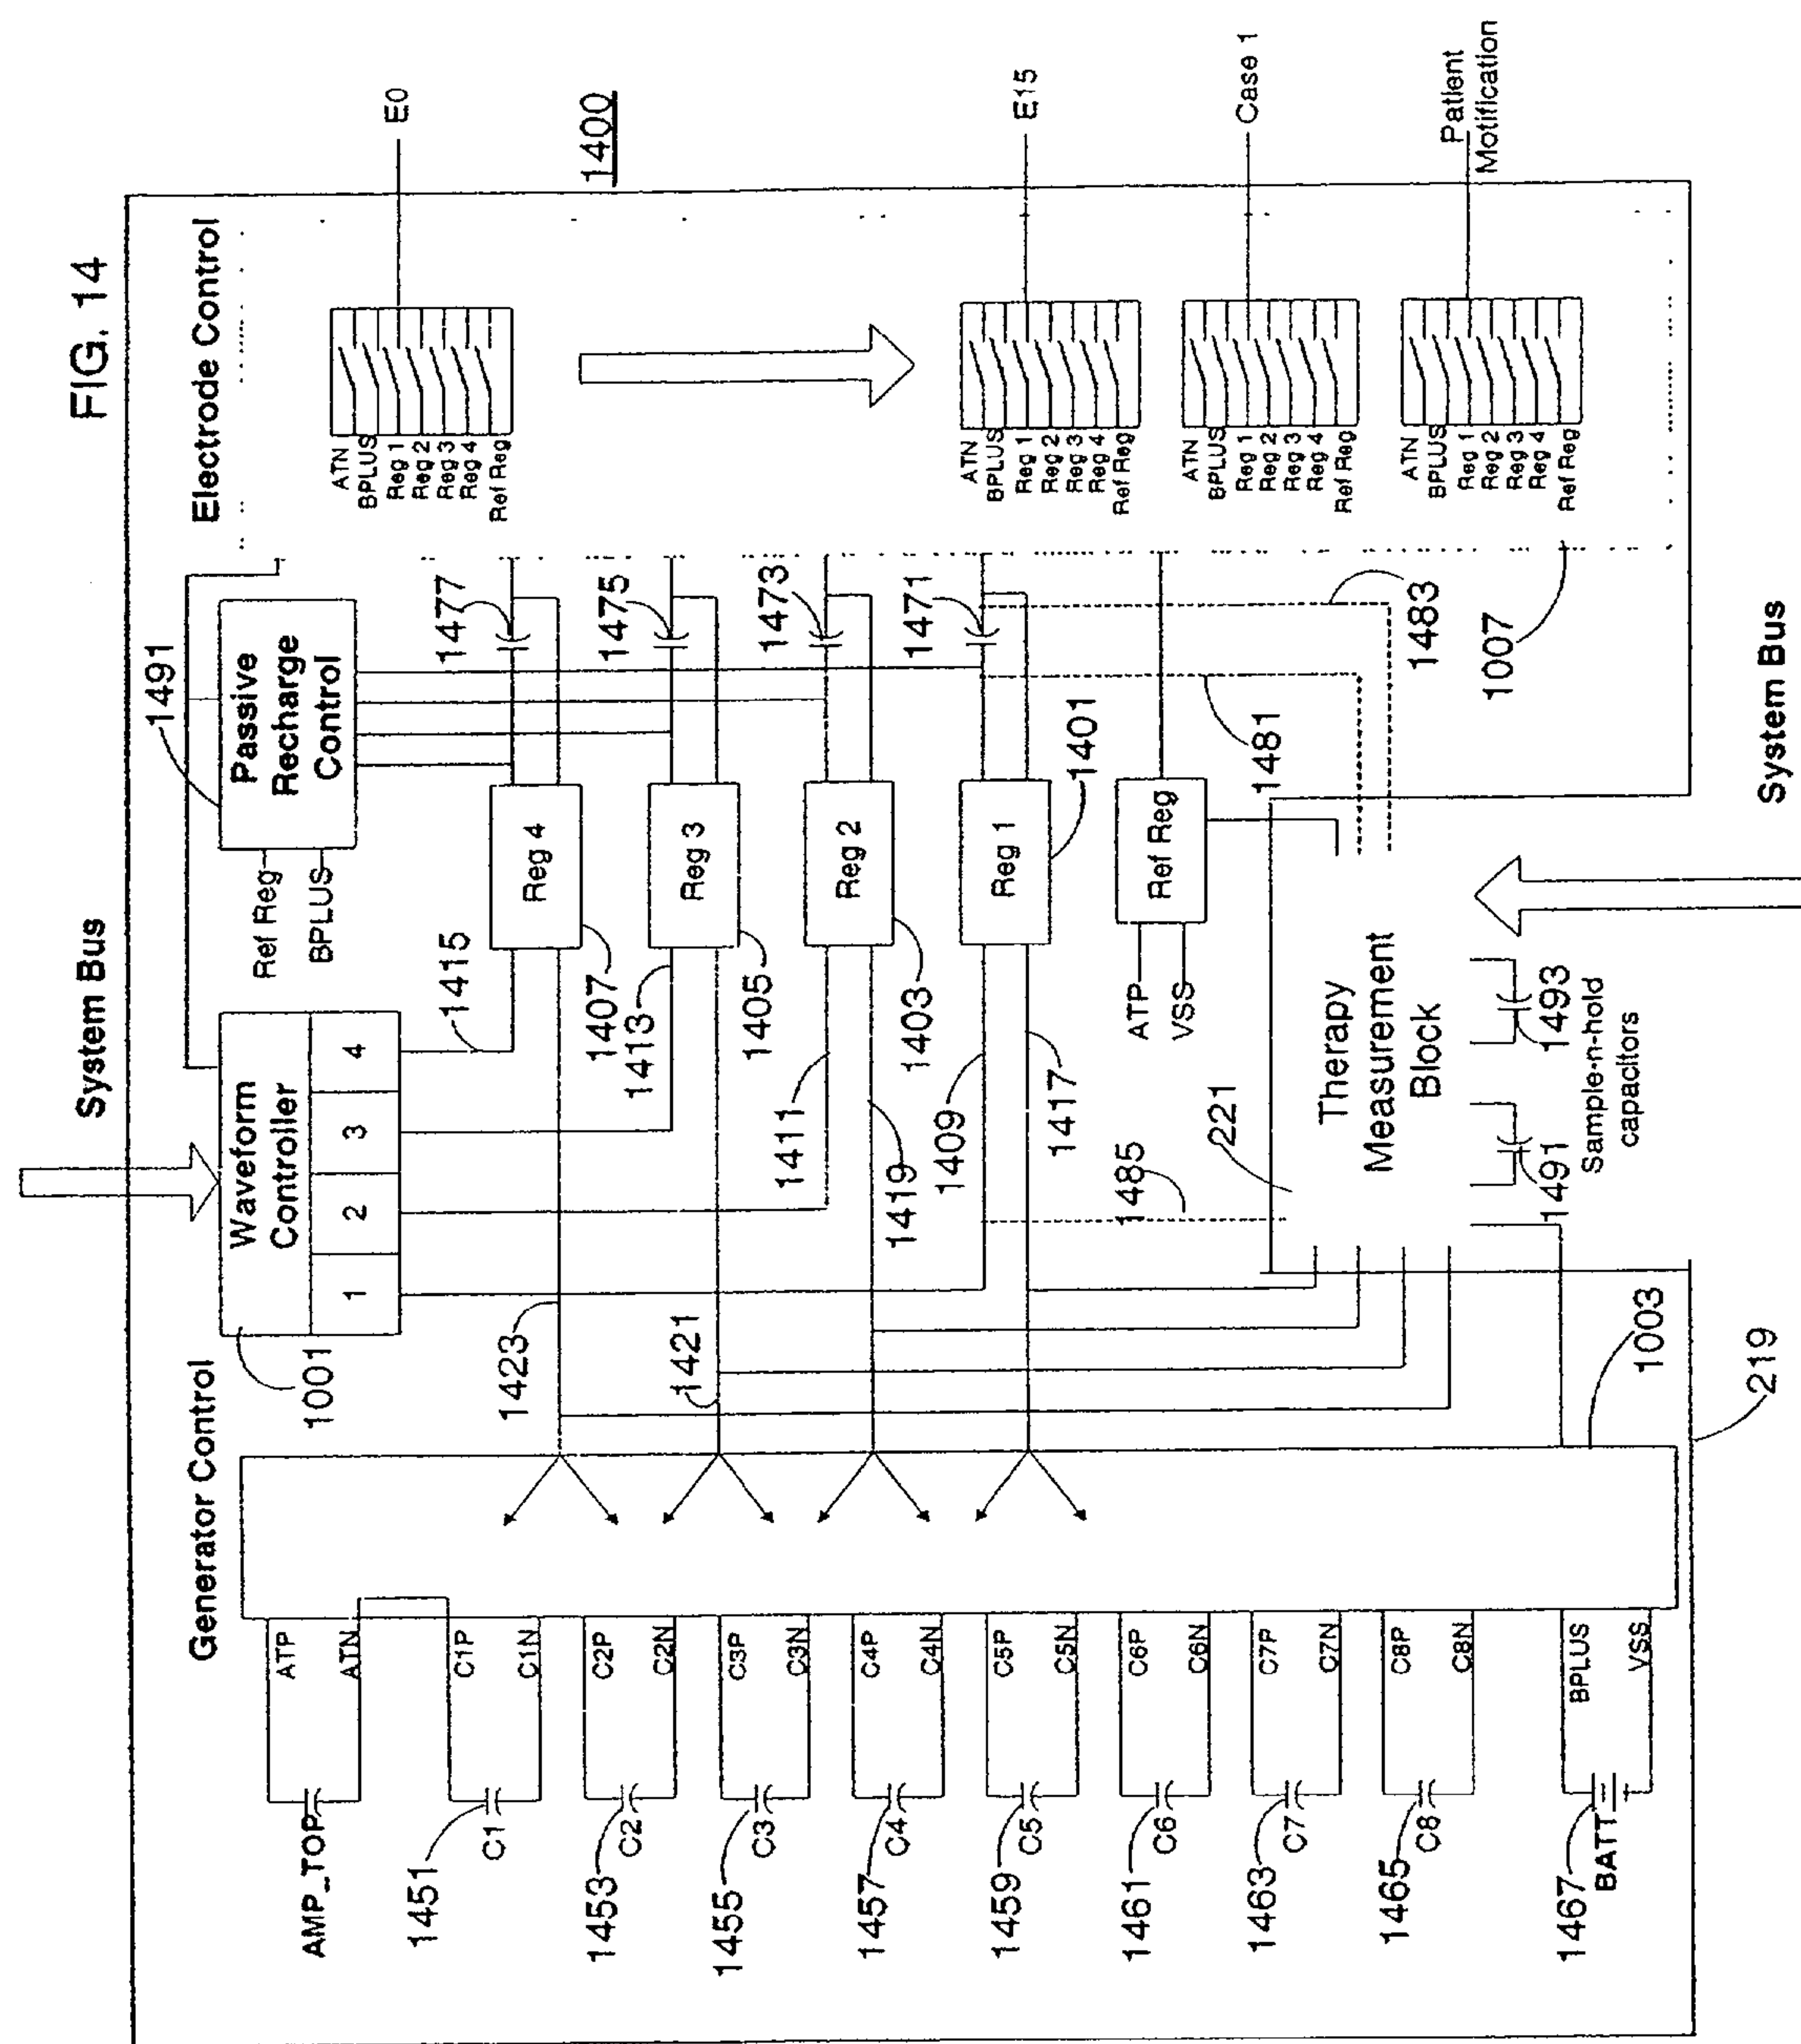 FIG. 14
1400
System Bus
Generator Control
Electrode Control
Waveform
Controller
1
2
3
4
1001
1491
Passive
Recharge
Control
Ref Reg
BPLUS
AMP_TOP
ATP
ATN
1451
C1
C1P
C1N
1453
C2
C2P
C2N
1455
C3
C3P
C3N
1457
C4
C4P
C4N
1459
C5
C5P
C5N
1461
C6
C6P
C6N
1463
C7
C7P
C7N
1465
C8
C8P
C8N
1467
BATT
BPLUS
VSS
1423
1421
1415
1413
1411
1419
1409
1417
1485
Reg 4
1407
Reg 3
1405
Reg 2
1403
Reg 1
1401
Ref Reg
ATP
VSS
1477
1475
1473
1471
1481
1483
1007
ATN
BPLUS
Reg 1
Reg 2
Reg 3
Reg 4
Ref Reg
E0
ATN
BPLUS
Reg 1
Reg 2
Reg 3
Reg 4
Ref Reg
E15
ATN
BPLUS
Reg 1
Reg 2
Reg 3
Reg 4
Ref Reg
Case 1
ATN
BPLUS
Reg 1
Reg 2
Reg 3
Reg 4
Ref Reg
Patient
Motification
221
Therapy
Measurement
Block
1491
1493
Sample-n-hold
capacitors
1003
219
System Bus